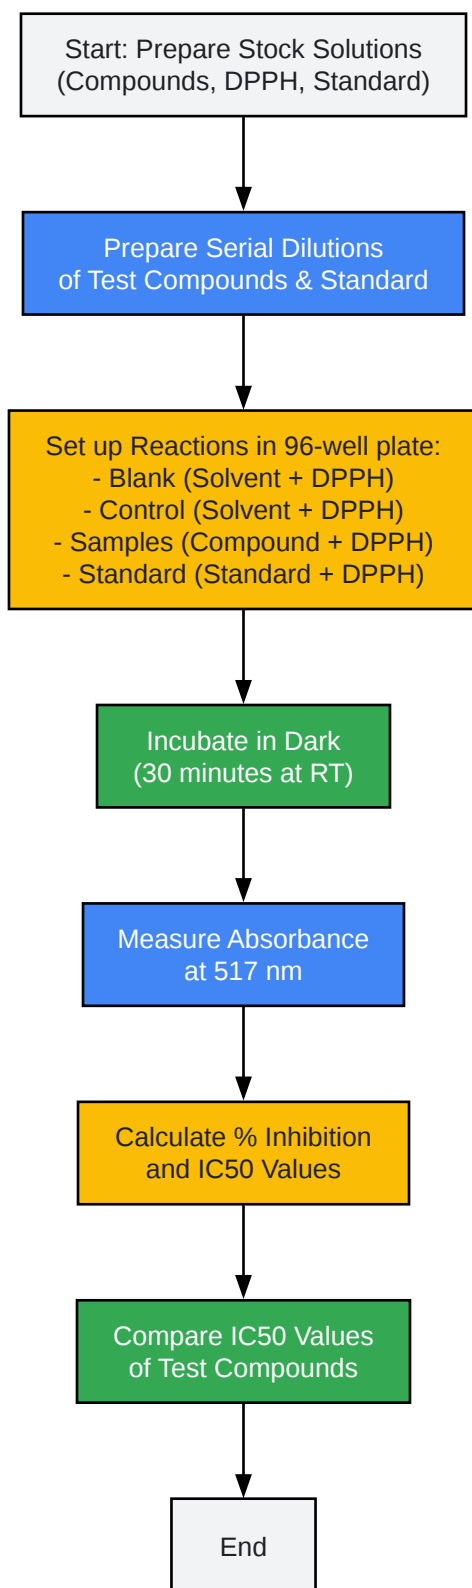 Start: Prepare Stock Solutions
(Compounds, DPPH, Standard)
Prepare Serial Dilutions
of Test Compounds & Standard
Set up Reactions in 96-well plate:
- Blank (Solvent + DPPH)
- Control (Solvent + DPPH)
- Samples (Compound + DPPH)
- Standard (Standard + DPPH)
Incubate in Dark
(30 minutes at RT)
Measure Absorbance
at 517 nm
Calculate % Inhibition
and IC50 Values
Compare IC50 Values
of Test Compounds
End